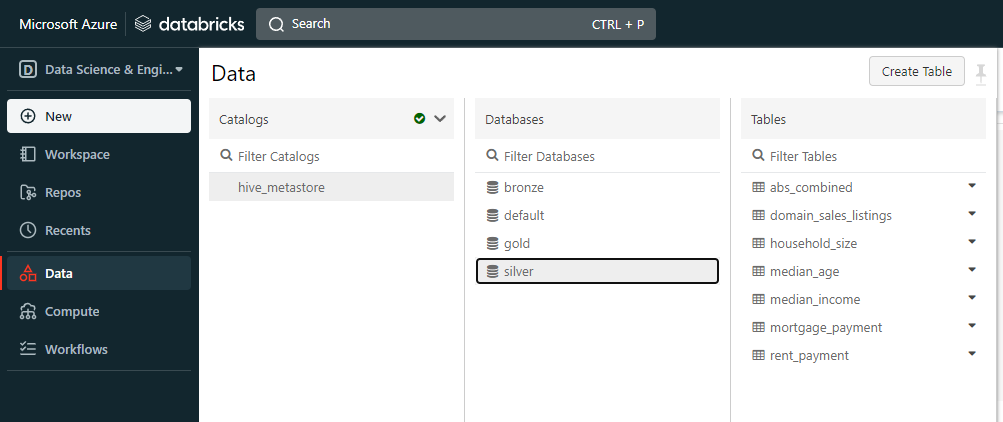 Microsoft Azure databricks Search CTRL + P
D Data Science & Engi...
New
Workspace
Repos
Recents
Data
Compute
Workflows
Data
Create Table
Catalogs
Filter Catalogs
hive_metastore
Databases
Filter Databases
bronze
default
gold
silver
Tables
Filter Tables
abs_combined
domain_sales_listings
household_size
median_age
median_income
mortgage_payment
rent_payment